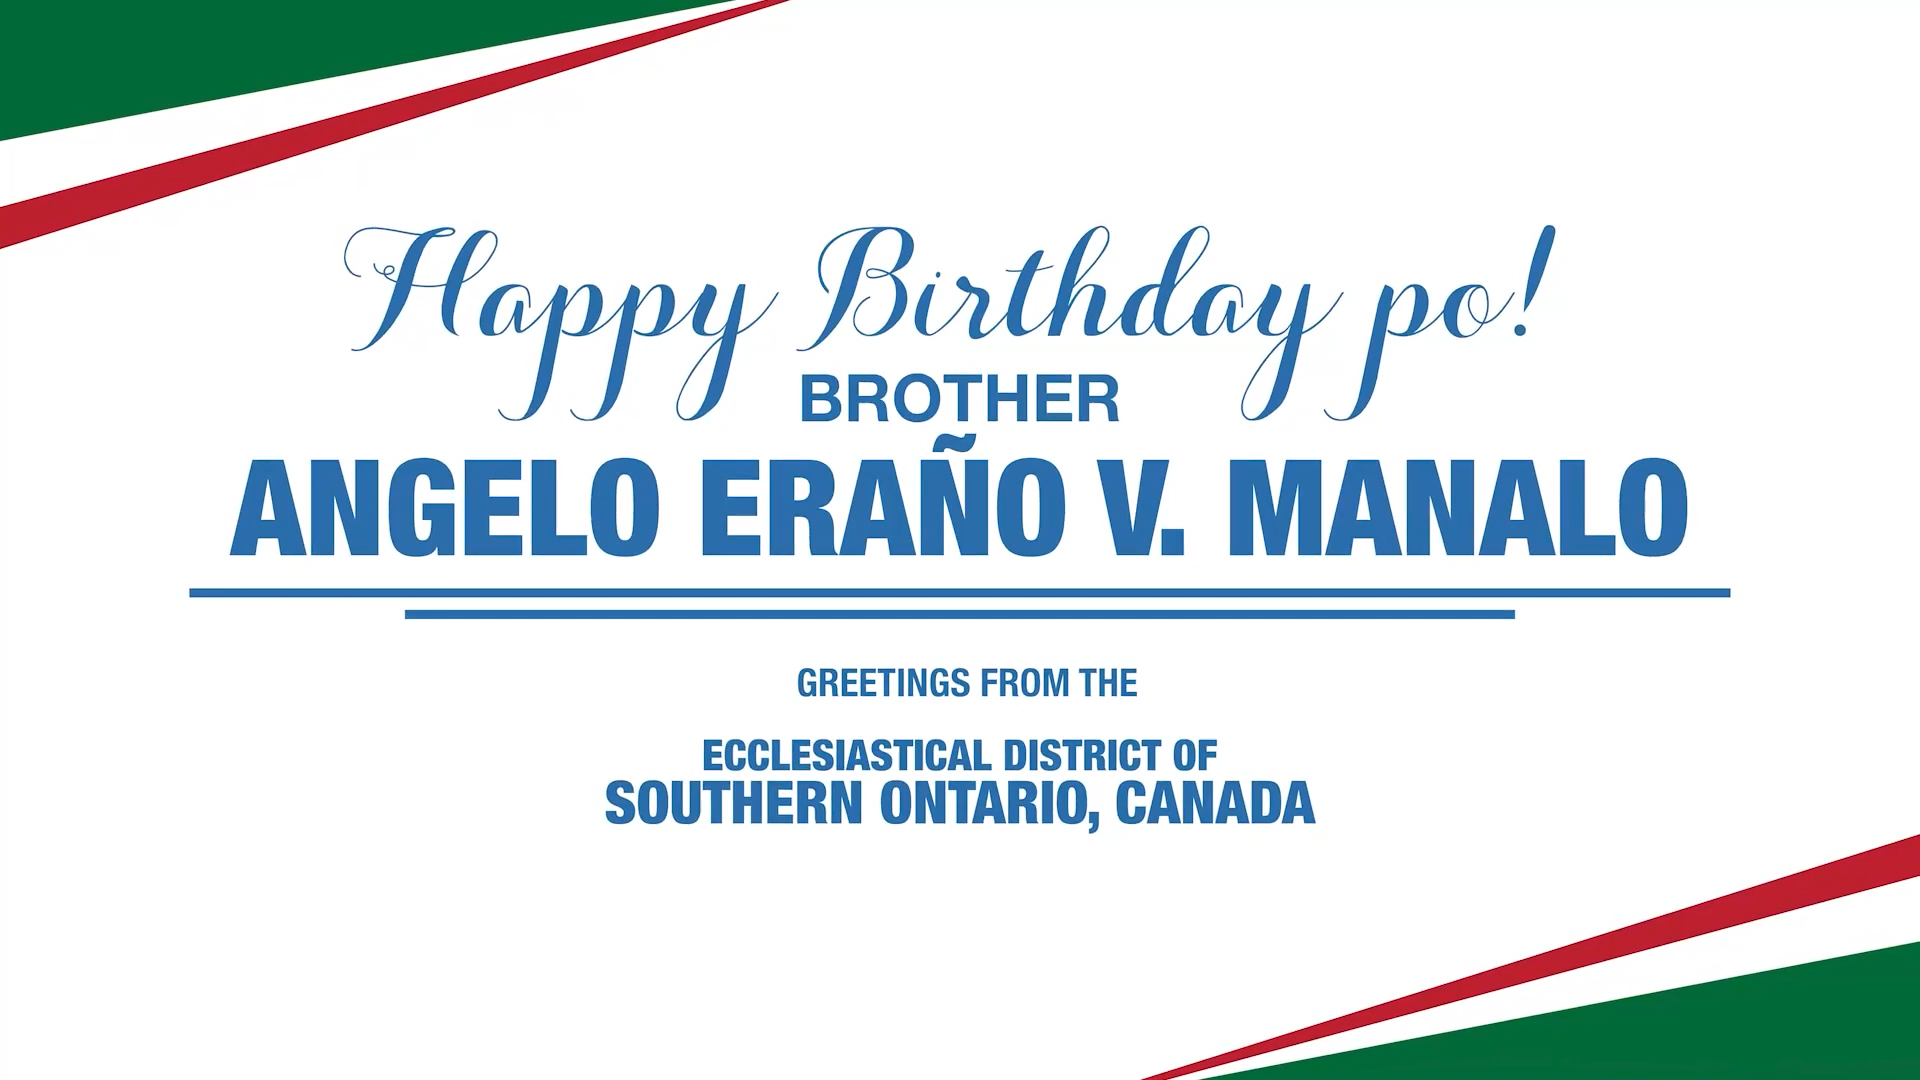 Happy Birthday po!
BROTHER
ANGELO ERAÑO V. MANALO
GREETINGS FROM THE
ECCLESIASTICAL DISTRICT OF
SOUTHERN ONTARIO, CANADA